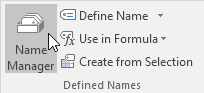 Name
Manager
Define Name
Use in Formula
Create from Selection
Defined Names